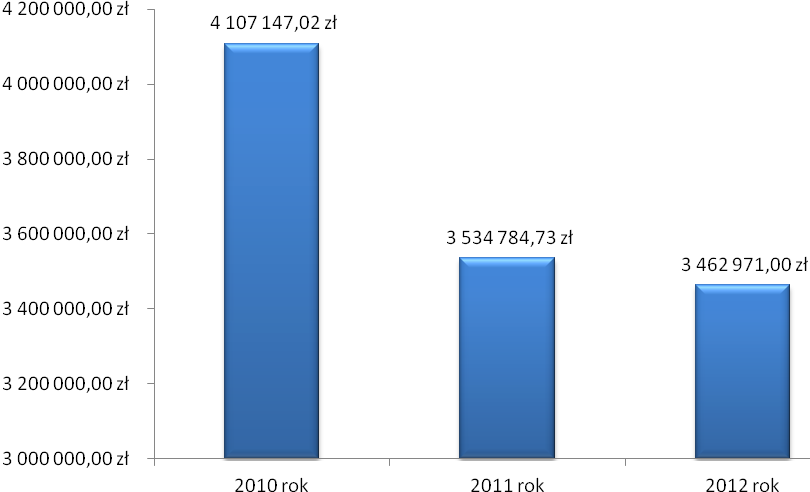 4 200 000,00 zł
4 107 147,02 zł
4 000 000,00 zł
3 800 000,00 zł
3 600 000,00 zł
3 534 784,73 zł
3 462 971,00 zł
3 400 000,00 zł
3 200 000,00 zł
3 000 000,00 zł
2010 rok
2011 rok
2012 rok